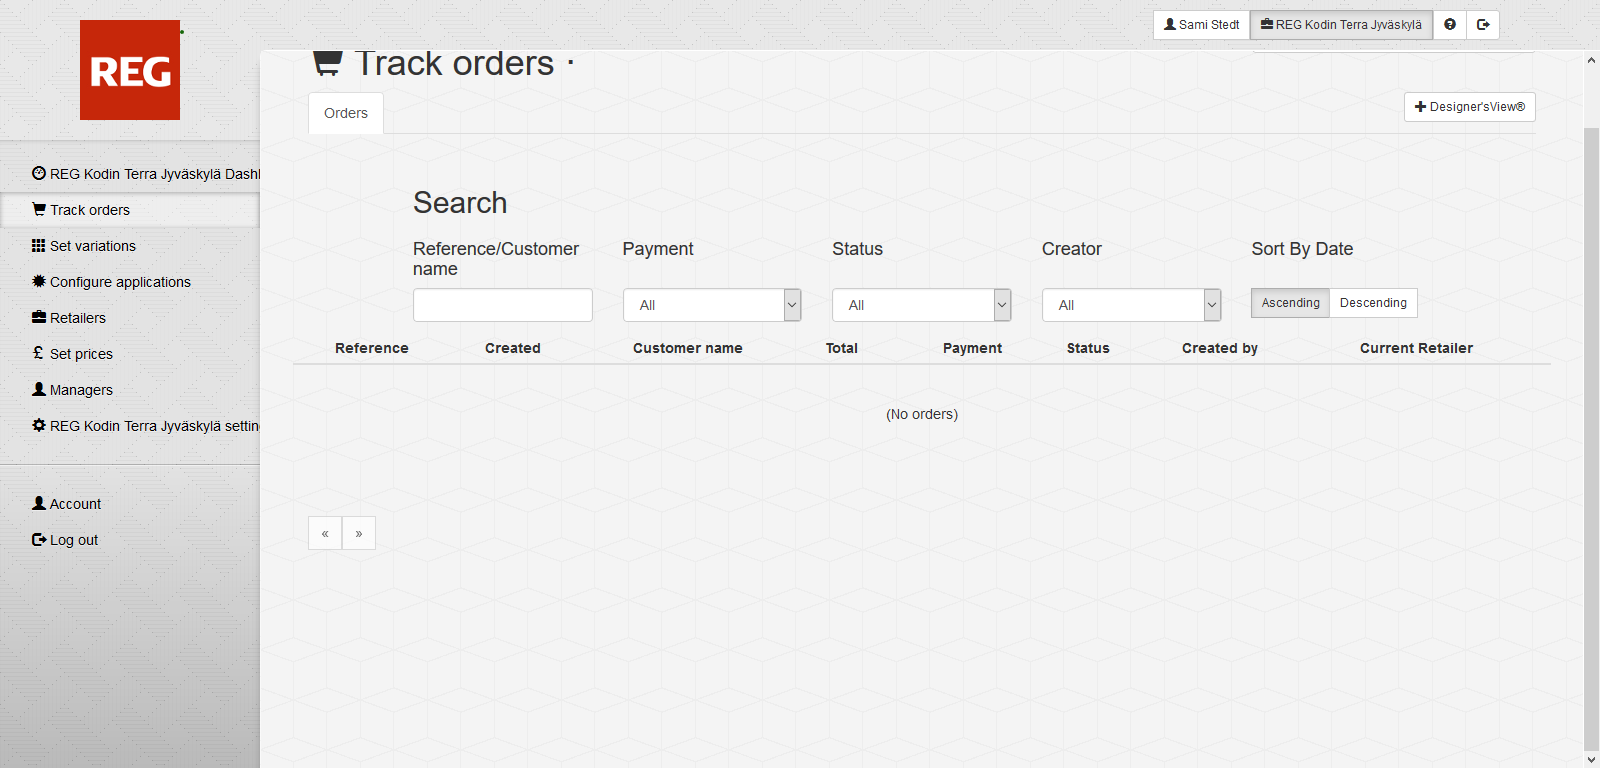 Sami Stedt
REG Kodin Terra Jyväskylä
REG
Track orders ·
Orders
Designer'sView®
REG Kodin Terra Jyväskylä Dash
Track orders
Set variations
Configure applications
Retailers
£ Set prices
Managers
REG Kodin Terra Jyväskylä settin
Account
Log out
Search
Reference/Customer
name
Payment
Status
Creator
Sort By Date
All
All
All
Ascending
Descending
Reference
Created
Customer name
Total
Payment
Status
Created by
Current Retailer
(No orders)
«
»